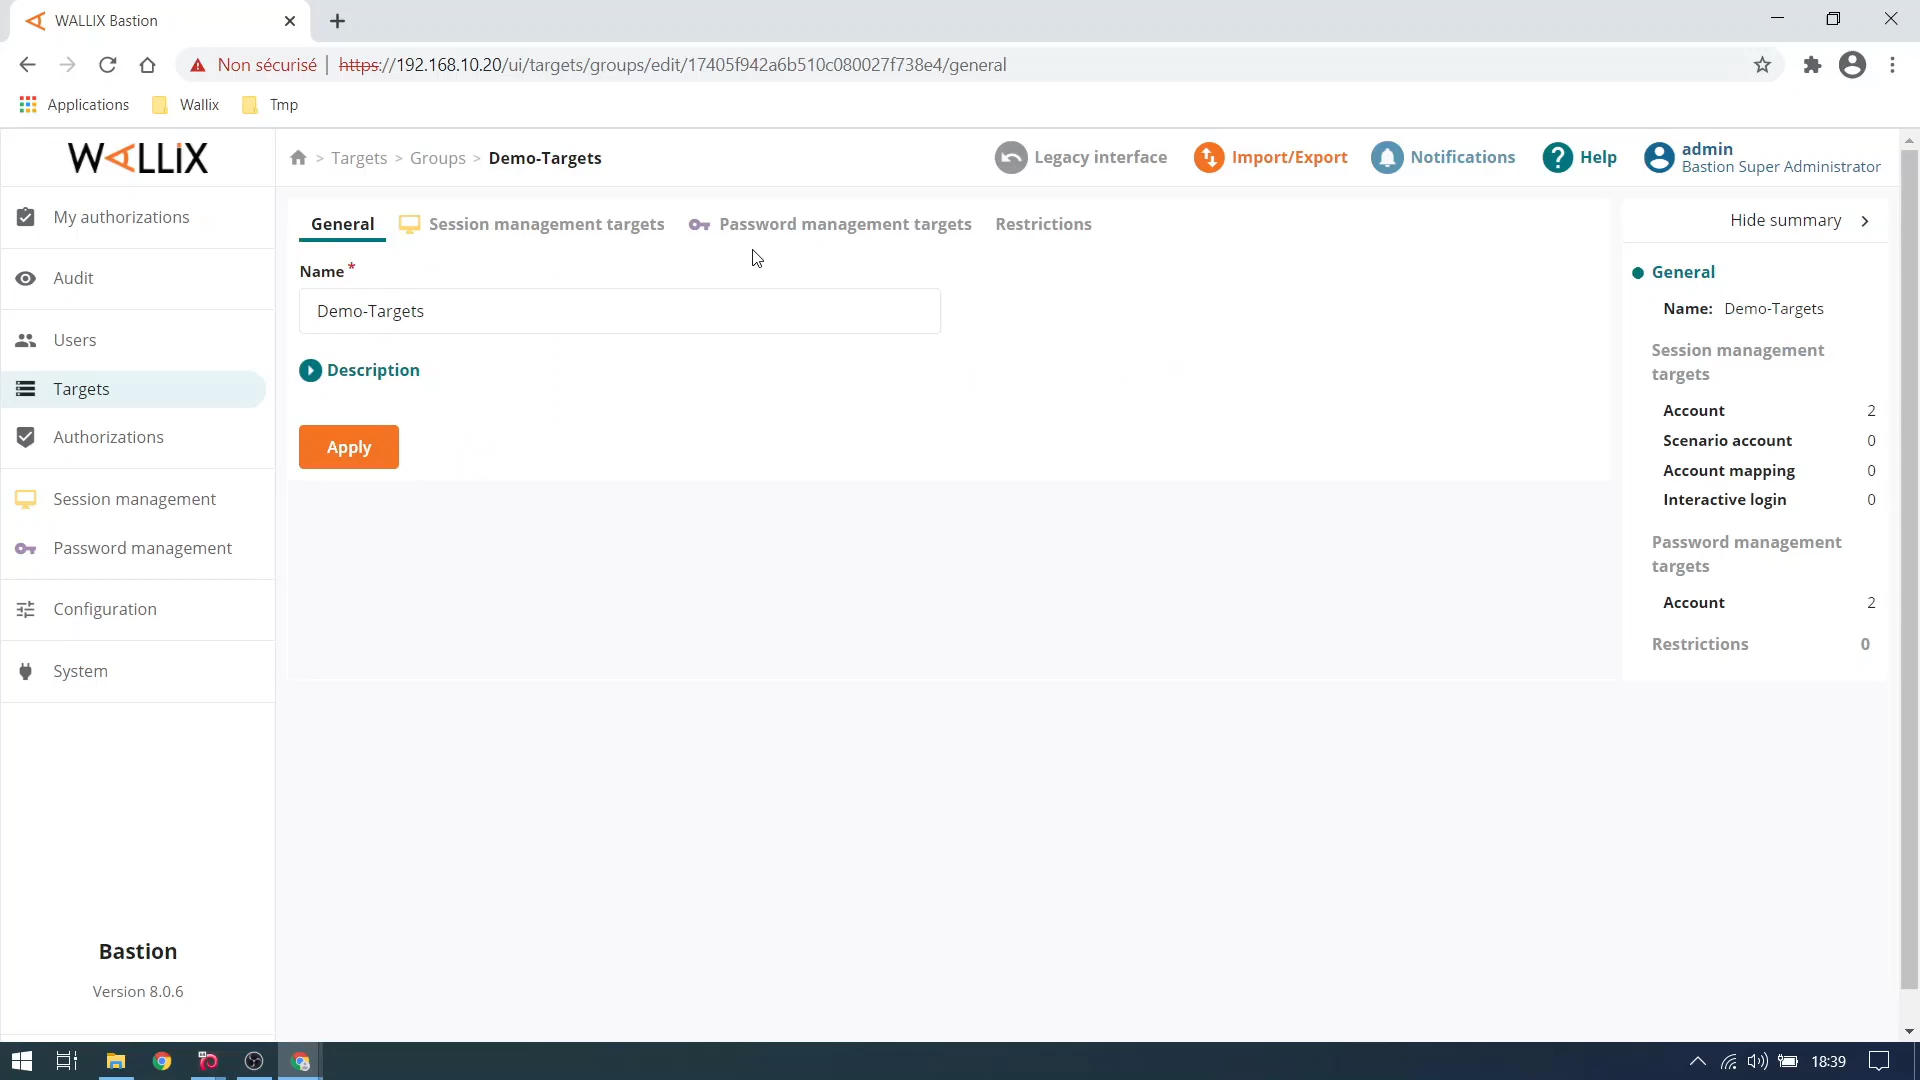 WALLIX Bastion
Non sécurisé | https://192.168.10.20/ui/targets/groups/edit/17405f942a6b510c080027f738e4/general
Applications Wallix Tmp
WALLIX
> Targets > Groups > Demo-Targets
Legacy interface
Import/Export
Notifications
? Help
admin
Bastion Super Administrator
My authorizations
Audit
Users
Targets
Authorizations
Session management
Password management
Configuration
System
Bastion
Version 8.0.6
General Session management targets Password management targets Restrictions
Name *
Demo-Targets
Description
Apply
Hide summary
General
Name: Demo-Targets
Session management
targets
Account 2
Scenario account 0
Account mapping 0
Interactive login 0
Password management
targets
Account 2
Restrictions 0
18:39